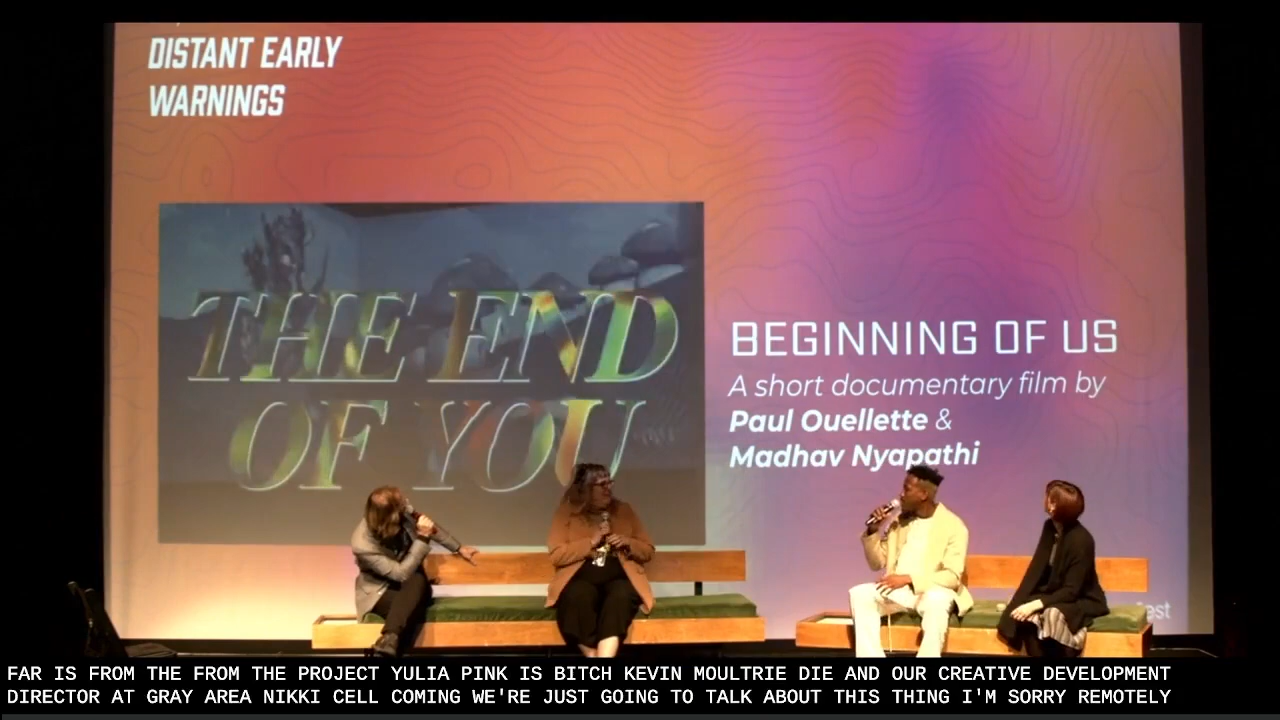 DISTANT EARLY
WARNINGS
THE END
OF YOU
BEGINNING OF US
A short documentary film by
Paul Ouellette &
Madhav Nyapathi
FAR IS FROM THE FROM THE PROJECT YULIA PINK IS BITCH KEVIN MOULTRIE DIE AND OUR CREATIVE DEVELOPMENT
DIRECTOR AT GRAY AREA NIKKI CELL COMING WE'RE JUST GOING TO TALK ABOUT THIS THING I'M SORRY REMOTELY